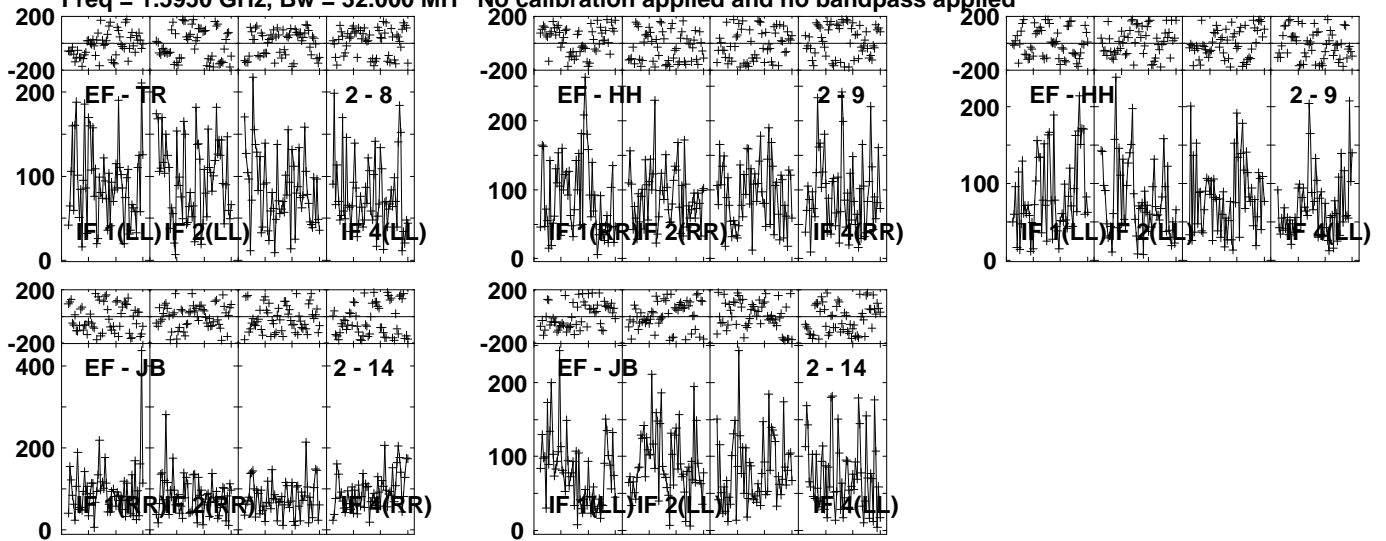 Freq = 1.5950 GHz, Bw = 32.000 MH No calibration applied and no bandpass applied
200
-200
200
100
0
EF - TR 2 - 8
IF 1(LL) IF 2(LL) IF 4(LL)
200
-200
200
100
0
EF - HH 2 - 9
IF 1(RR) IF 2(RR) IF 4(RR)
200
-200
200
100
0
EF - HH 2 - 9
IF 1(LL) IF 2(LL) IF 4(LL)
200
-200
400
200
0
EF - JB 2 - 14
IF 1(RR) IF 2(RR) IF 4(RR)
200
-200
200
100
0
EF - JB 2 - 14
IF 1(LL) IF 2(LL) IF 4(LL)